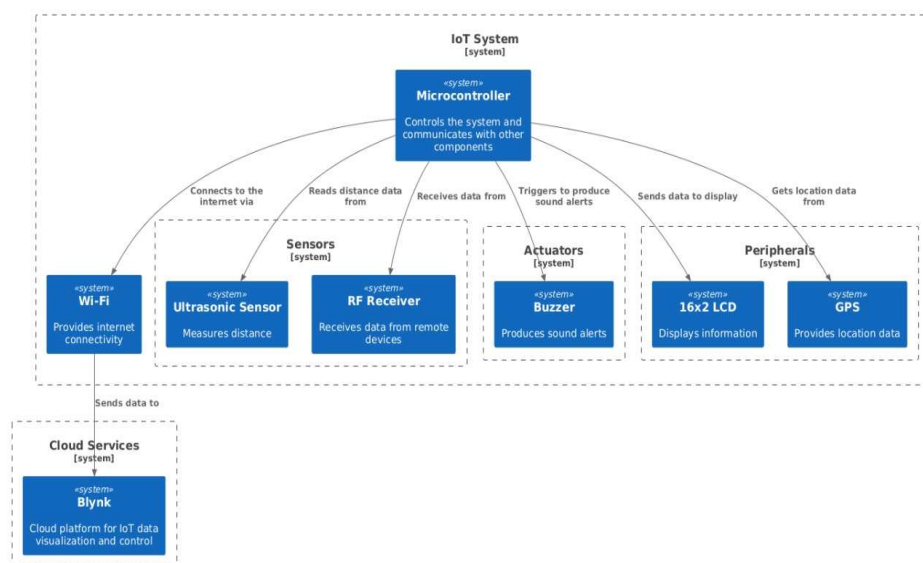 IoT System
[system]
«system»
Microcontroller
Controls the system and
communicates with other
components
Connects to the
internet via
Reads distance data
from
Receives data from
Triggers to produce
sound alerts
Sends data to display
Gets location data
from
Sensors
[system]
Actuators
[system]
Peripherals
[system]
«system»
Wi-Fi
Provides internet
connectivity
«system»
Ultrasonic Sensor
Measures distance
«system»
RF Receiver
Receives data from remote
devices
«system»
Buzzer
Produces sound alerts
«system»
16x2 LCD
Displays information
«system»
GPS
Provides location data
Sends data to
Cloud Services
[system]
«system»
Blynk
Cloud platform for IoT data
visualization and control